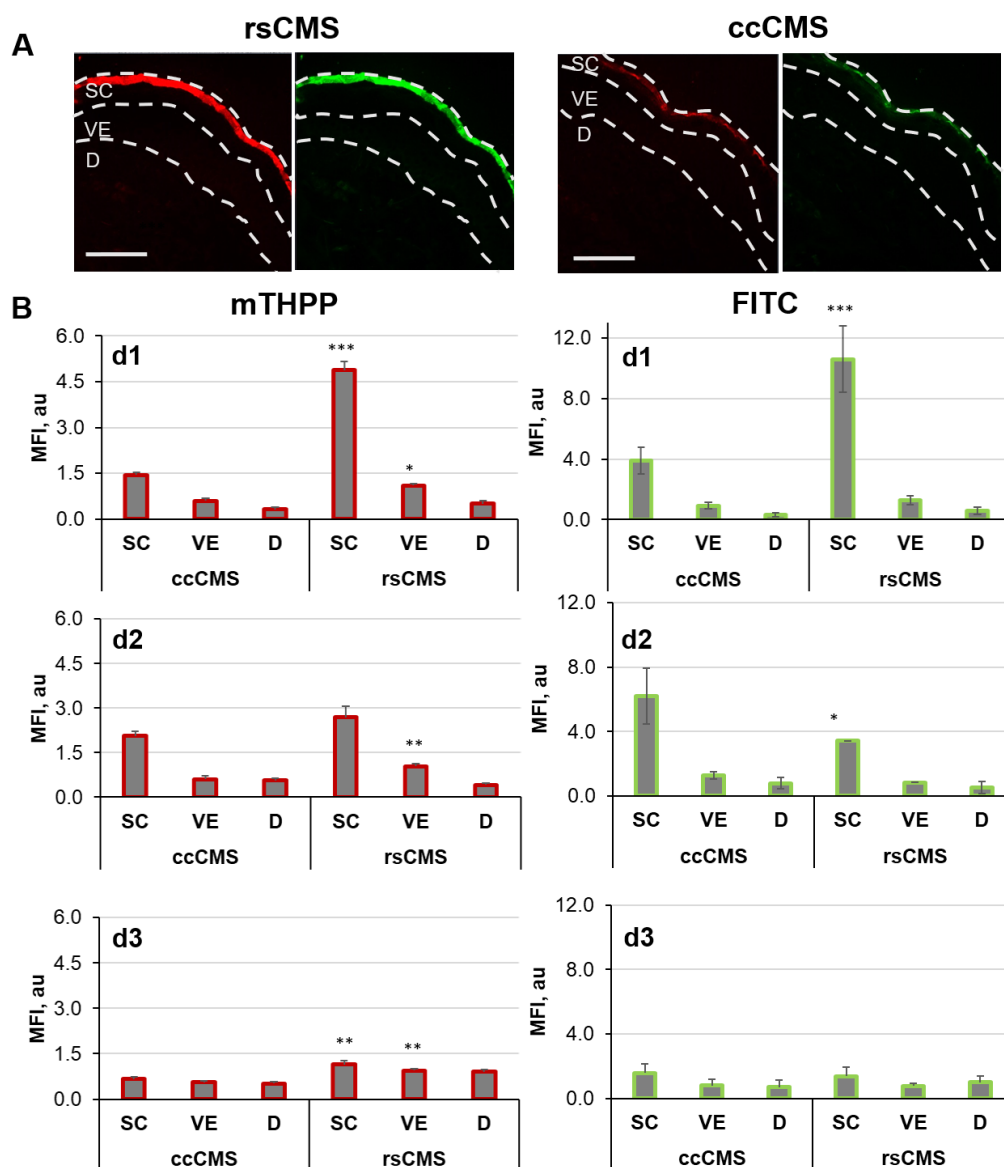 A
rsCMS ccCMS
SC SC
VE VE
D D
B
mTHPP FITC
6.0 12.0
d1 d1
*** ***
4.5 8.0
3.0
MFI, au MFI, au
1.5 4.0
*
0.0 0.0
SC VE D SC VE D SC VE D SC VE D
ccCMS rsCMS ccCMS rsCMS
6.0 12.0
d2 d2
4.5 8.0
3.0
MFI, au MFI, au
1.5 4.0
** *
0.0 0.0
SC VE D SC VE D SC VE D SC VE D
ccCMS rsCMS ccCMS rsCMS
6.0 12.0
d3 d3
4.5 8.0
3.0
MFI, au MFI, au
1.5 4.0
** **
0.0 0.0
SC VE D SC VE D SC VE D SC VE D
ccCMS rsCMS ccCMS rsCMS